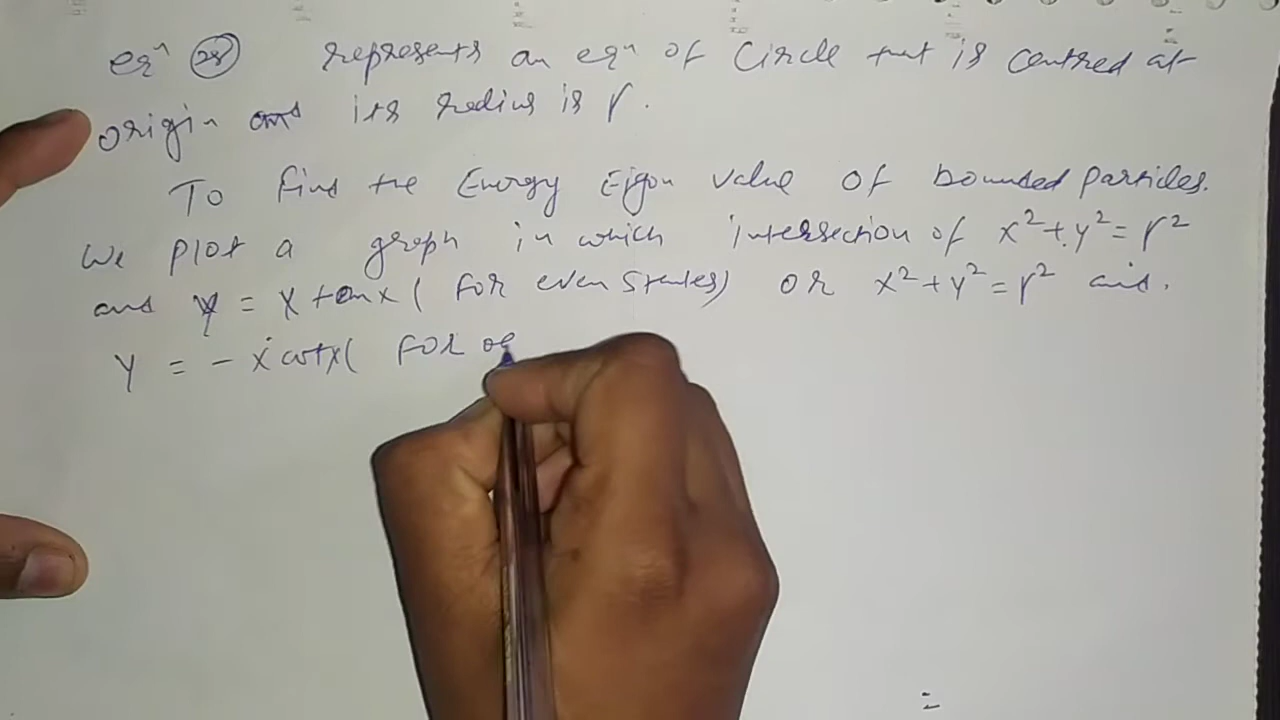 eqⁿ (28) represents an eqⁿ of Circle that is centred at
origin and its radius is r.
To find the Energy Eigen value of bounded particles.
We plot a graph in which intersection of x² + y² = r²
and y = x tan x ( for even states) or x² + y² = r² and.
y = - x cot x ( For od